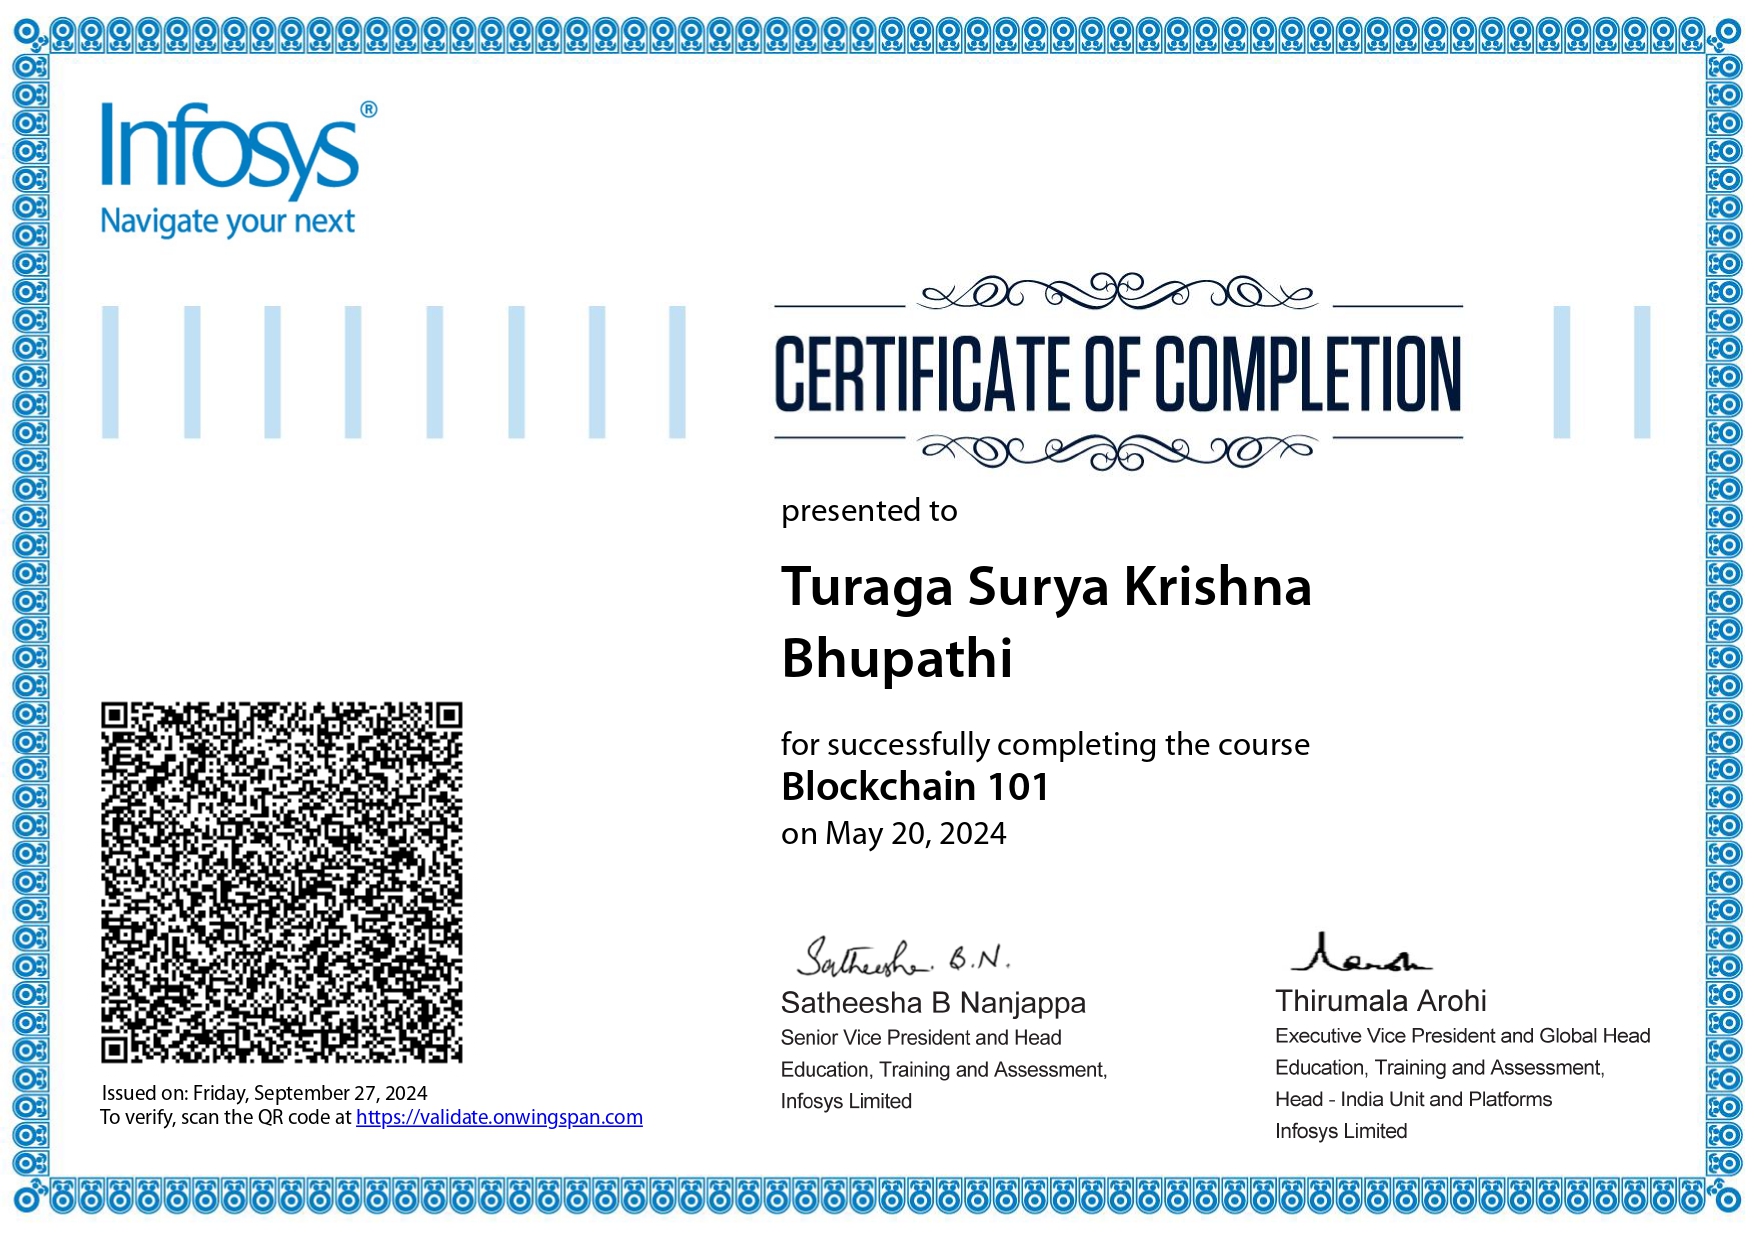 Infosys®
Navigate your next
CERTIFICATE OF COMPLETION
presented to
Turaga Surya Krishna
Bhupathi
for successfully completing the course
Blockchain 101
on May 20, 2024
Satheesha. B.N.
Satheesha B Nanjappa
Senior Vice President and Head
Education, Training and Assessment,
Infosys Limited
Thirumala Arohi
Executive Vice President and Global Head
Education, Training and Assessment,
Head - India Unit and Platforms
Infosys Limited
Issued on: Friday, September 27, 2024
To verify, scan the QR code at https://validate.onwingspan.com